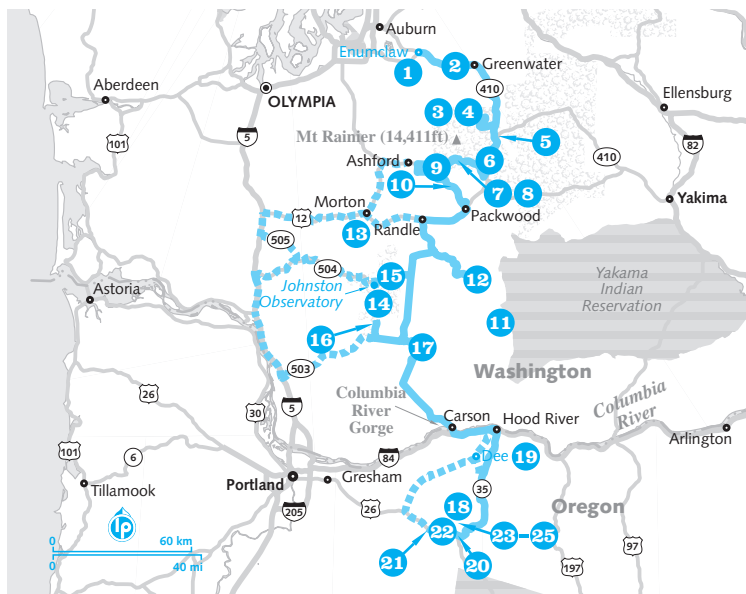 Auburn
Enumclaw
1
2
Greenwater
Aberdeen
OLYMPIA
410
Ellensburg
101
3
4
5
Mt Rainier (14,411ft)
5
82
Ashford
9
6
410
10
7
8
Yakima
12
Morton
Packwood
13
Randle
505
504
15
12
Yakama
Indian
Reservation
Johnston
Observatory
14
Astoria
16
11
17
503
Washington
26
30
5
Columbia
River
Gorge
Carson
Hood River
Columbia
River
Arlington
101
6
84
Dee
19
Tillamook
Portland
Gresham
35
Oregon
205
26
18
lp
22
23
25
97
0
60 km
0
40 mi
21
20
197